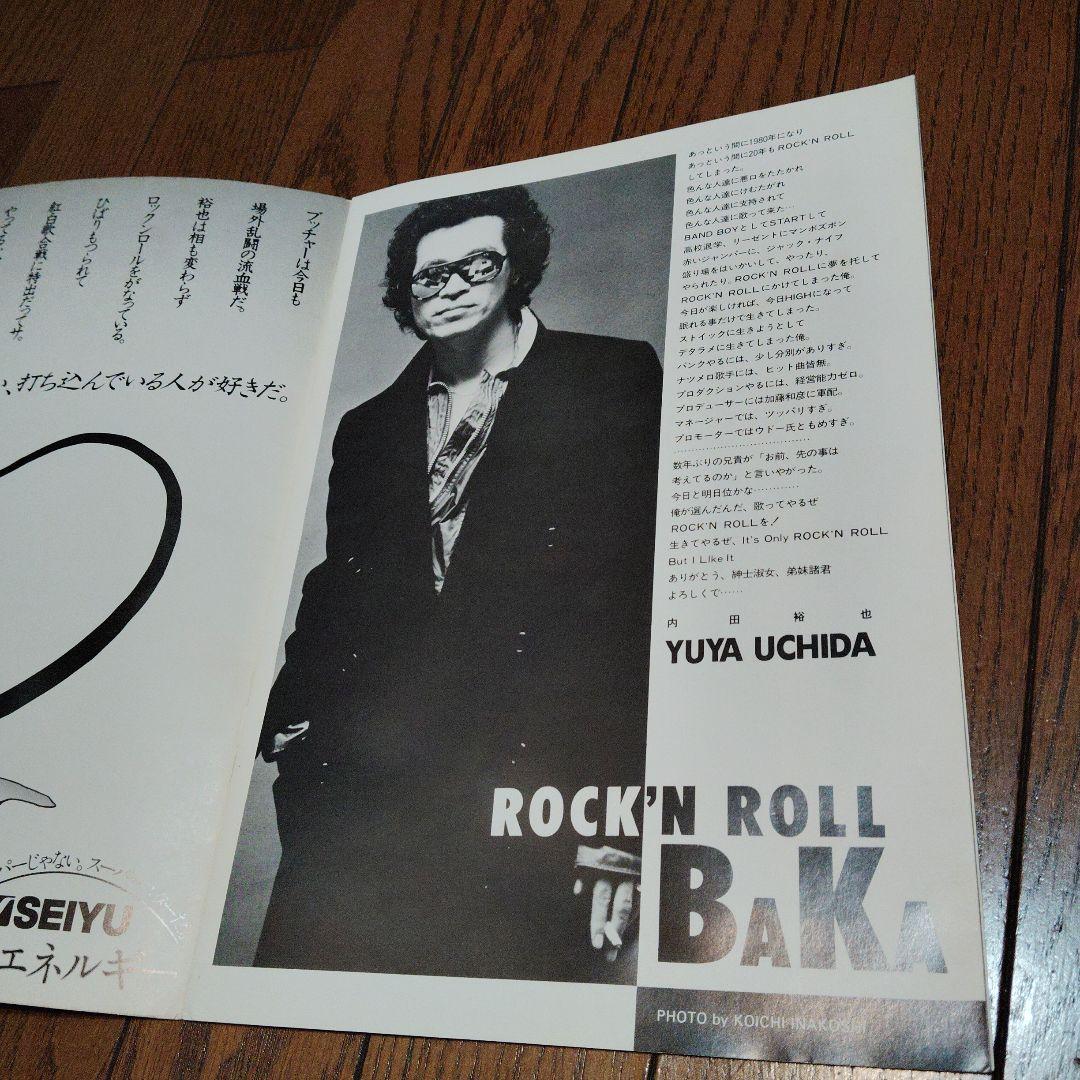 ブッチャーは今日も
場外乱闘の流血戦だ。
裕也は相も変わらず
ロックンロールをがなっている。
ひばりもつられて
紅白歌合戦に特出だってサ。
い、打ち込んでいる人が好きだ。
パーじゃない。スーパー
SEIYU
エネルギー
あっという間に1980年になり
あっという間に20年もROCK'N ROLL
してしまった。
色んな人達に悪口をたたかれ
色んな人達にけむたがれ
色んな人達に支持されて
色んな人達に歌って来た…
BAND BOYとしてSTARTして
高校退学、リーゼントにマンボズボン
赤いジャンパーに、ジャック・ナイフ
盛り場をはいかいして、やったり、
やられたり。ROCK'N ROLLに夢を托して
ROCK'N ROLLにかけてしまった俺。
今日が楽しければ、今日HIGHになって
眠れる事だけで生きてしまった。
ストイックに生きようとして
デタラメに生きてしまった俺。
パンクやるには、少し分別がありすぎ。
ナツメロ歌手には、ヒット曲皆無。
プロダクションやるには、経営能力ゼロ。
プロデューサーには加藤和彦に軍配。
マネージャーでは、ツッパリすぎ。
プロモーターではウドー氏ともめすぎ。
………………………………
数年ぶりの兄貴が「お前、先の事は
考えてるのか」と言いやがった。
今日と明日位かな…………
俺が選んだんだ、歌ってやるぜ
ROCK'N ROLLを!
生きてやるぜ、It's Only ROCK'N ROLL
But I LIke It
ありがとう、紳士淑女、弟妹諸君
よろしくで……
内田裕也
YUYA UCHIDA
ROCK'N ROLL
BAKA
PHOTO by KOICHI INAKOSHI